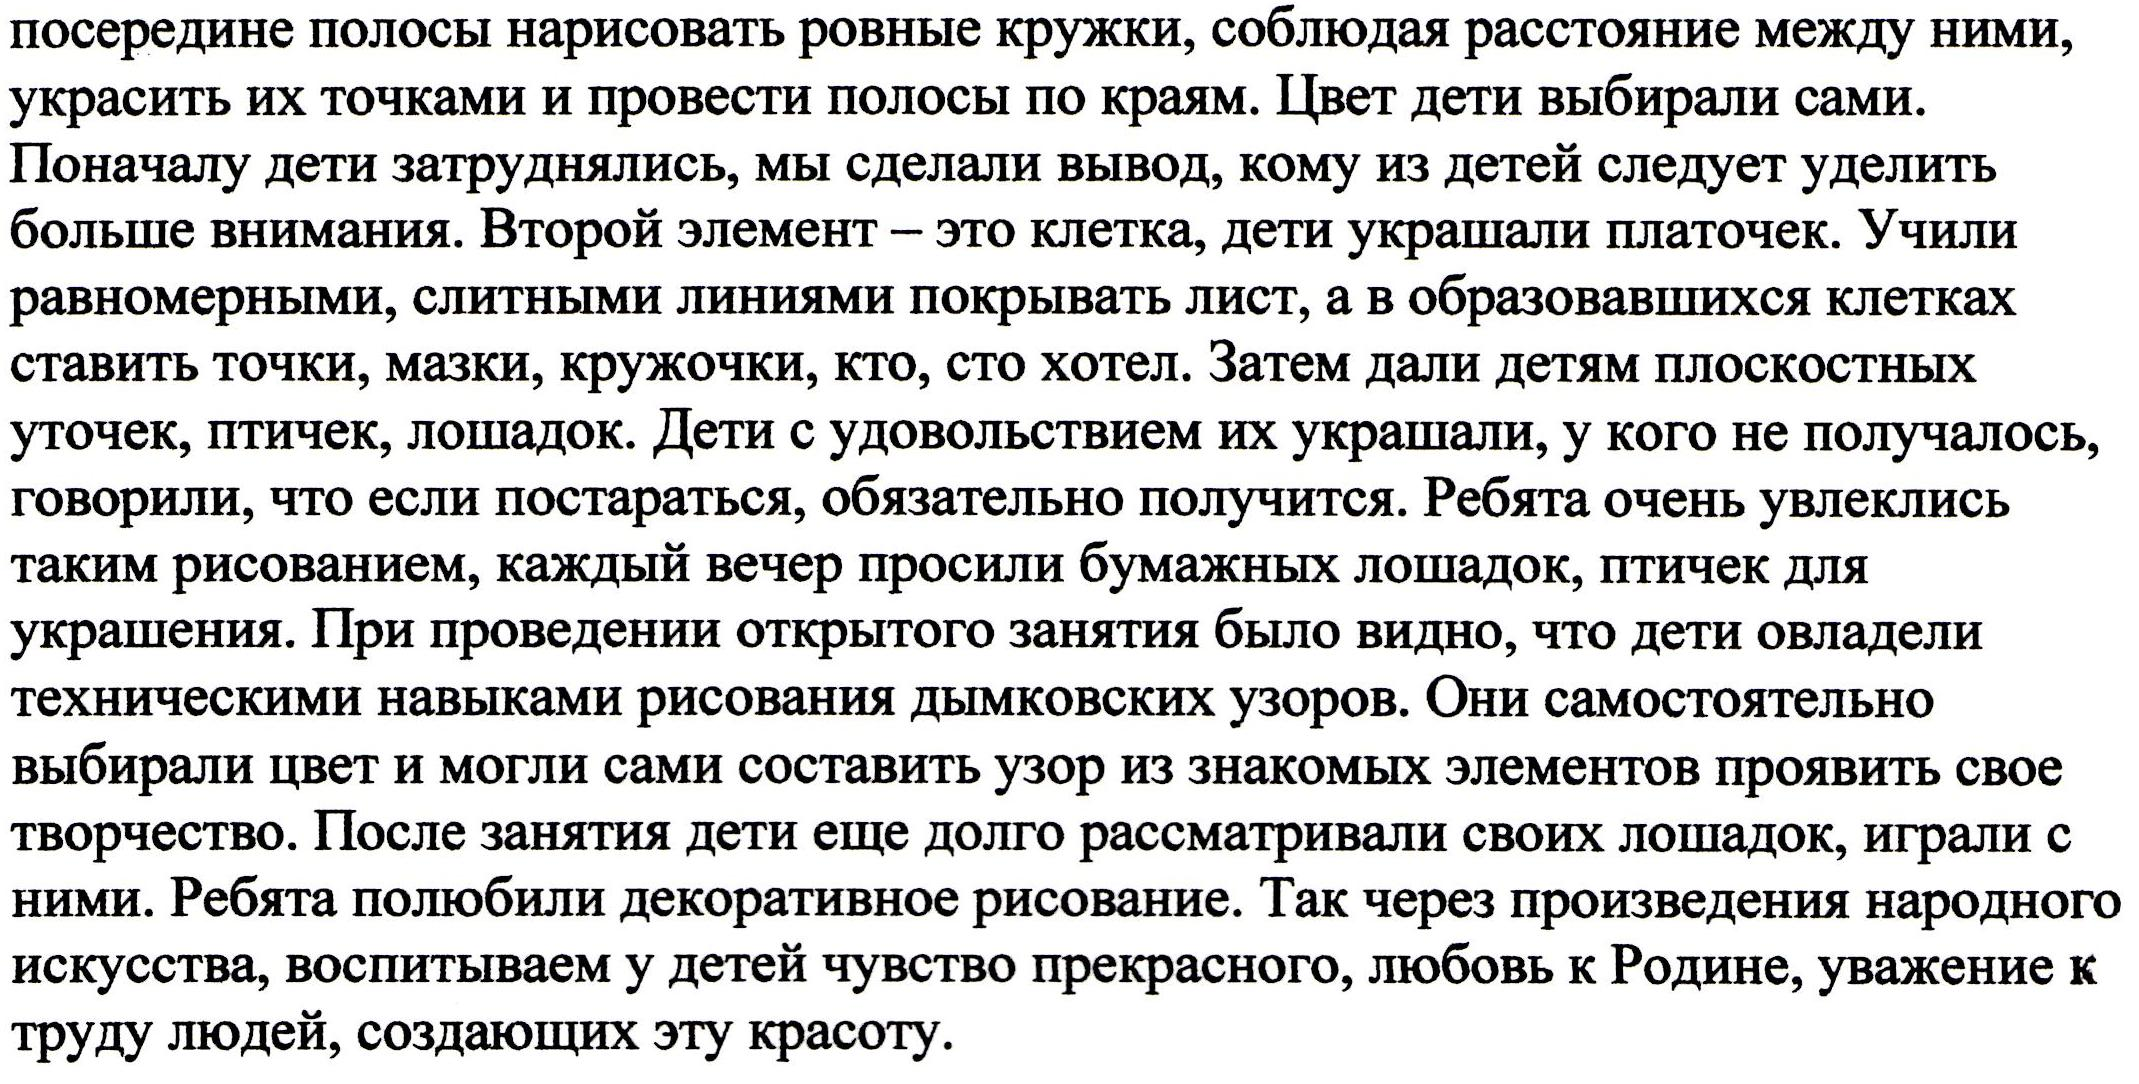 посередине полосы нарисовать ровные кружки, соблюдая расстояние между ними,
украсить их точками и провести полосы по краям. Цвет дети выбирали сами.
Поначалу дети затруднялись, мы сделали вывод, кому из детей следует уделить
больше внимания. Второй элемент – это клетка, дети украшали платочек. Учили
равномерными, слитными линиями покрывать лист, а в образовавшихся клетках
ставить точки, мазки, кружочки, кто, сто хотел. Затем дали детям плоскостных
уточек, птичек, лошадок. Дети с удовольствием их украшали, у кого не получалось,
говорили, что если постараться, обязательно получится. Ребята очень увлеклись
таким рисованием, каждый вечер просили бумажных лошадок, птичек для
украшения. При проведении открытого занятия было видно, что дети овладели
техническими навыками рисования дымковских узоров. Они самостоятельно
выбирали цвет и могли сами составить узор из знакомых элементов проявить свое
творчество. После занятия дети еще долго рассматривали своих лошадок, играли с
ними. Ребята полюбили декоративное рисование. Так через произведения народного
искусства, воспитываем у детей чувство прекрасного, любовь к Родине, уважение к
труду людей, создающих эту красоту.